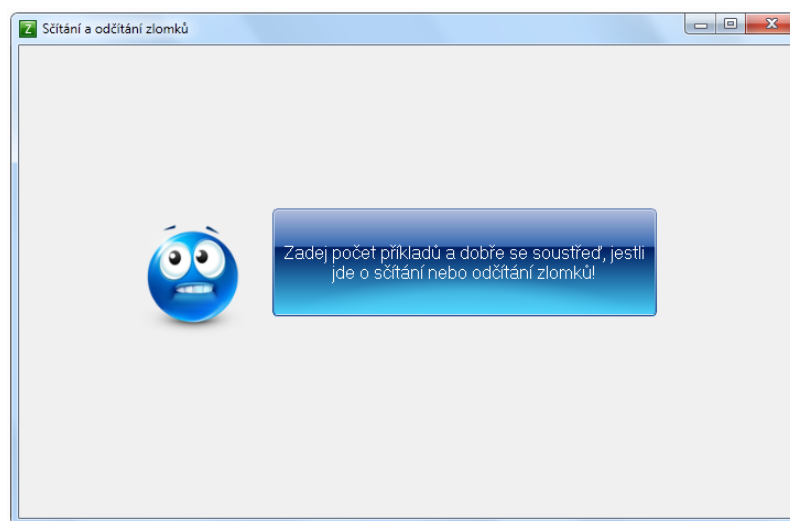 Z Sčítání a odčítání zlomků
Zadej počet příkladů a dobře se soustřeď, jestli
jde o sčítání nebo odčítání zlomků!